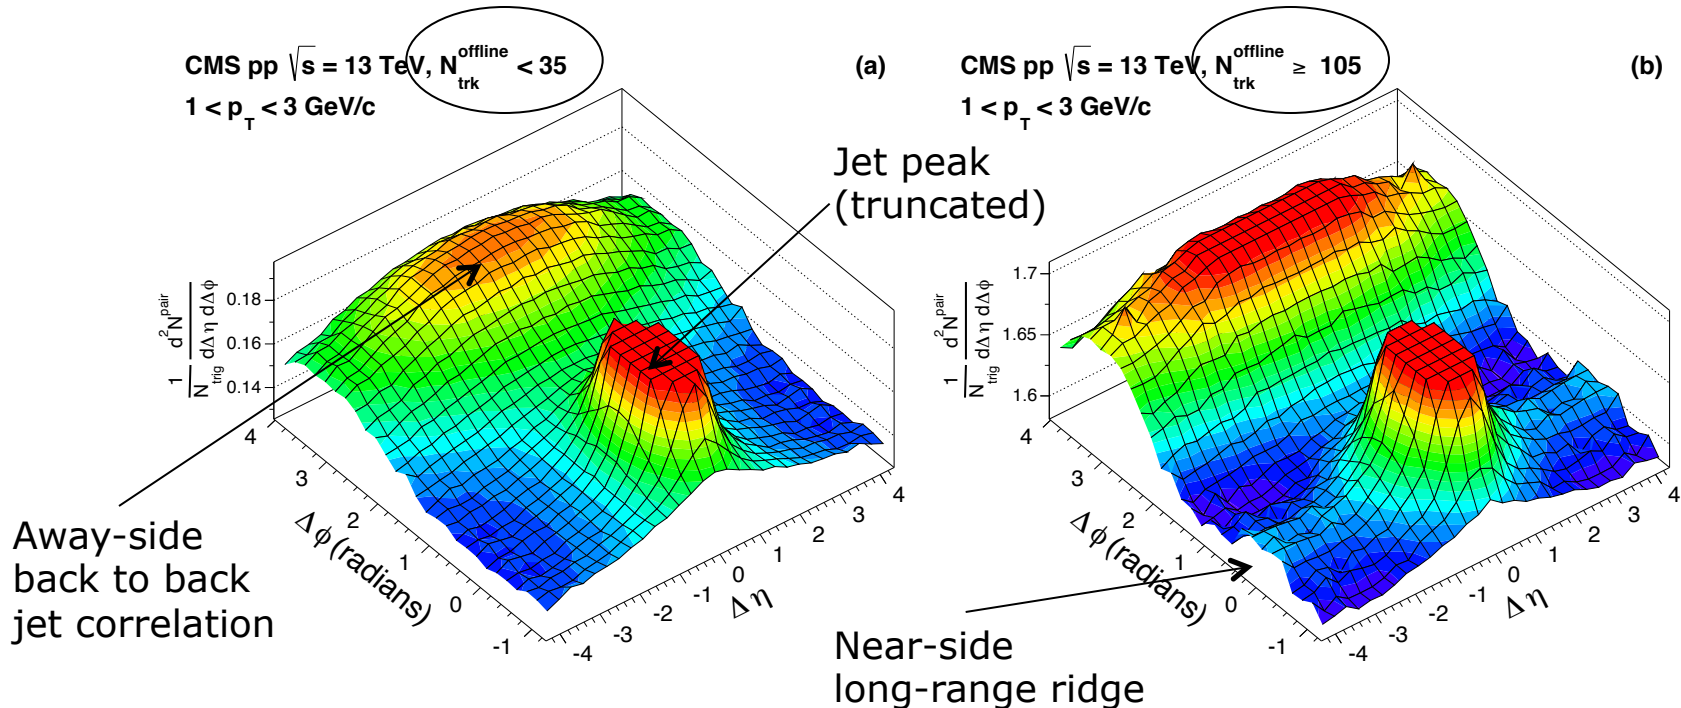 CMS pp √s = 13 TeV, N_trk^offline < 35
(a)
1 < p_T < 3 GeV/c
CMS pp √s = 13 TeV, N_trk^offline ≥ 105
(b)
1 < p_T < 3 GeV/c
Jet peak
(truncated)
1/N_trig d²N^pair/dΔη dΔϕ
0.18
0.16
0.14
4
3
2
1
0
-1
Δϕ (radians)
-4
-3
-2
-1
0
1
2
3
4
Δη
1/N_trig d²N^pair/dΔη dΔϕ
1.7
1.65
1.6
4
3
2
1
0
-1
Δϕ (radians)
-4
-3
-2
-1
0
1
2
3
4
Δη
Away-side
back to back
jet correlation
Near-side
long-range ridge